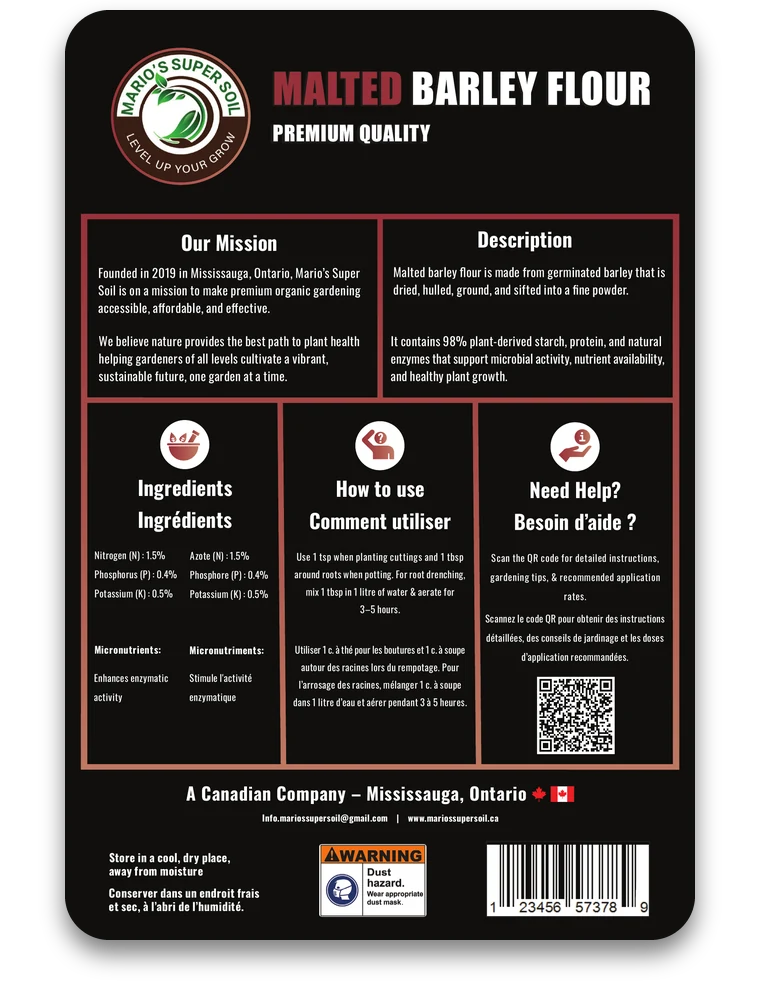 MARIO'S SUPER SOIL
LEVEL UP YOUR GROW
MALTED BARLEY FLOUR
PREMIUM QUALITY
Our Mission
Founded in 2019 in Mississauga, Ontario, Mario's Super
Soil is on a mission to make premium organic gardening
accessible, affordable, and effective.
We believe nature provides the best path to plant health
helping gardeners of all levels cultivate a vibrant,
sustainable future, one garden at a time.
Description
Malted barley flour is made from germinated barley that is
dried, hulled, ground, and sifted into a fine powder.
It contains 98% plant-derived starch, protein, and natural
enzymes that support microbial activity, nutrient availability,
and healthy plant growth.
Ingredients
Ingrédients
Nitrogen (N) : 1.5%
Phosphorus (P) : 0.4%
Potassium (K) : 0.5%
Azote (N) : 1.5%
Phosphore (P) : 0.4%
Potassium (K) : 0.5%
Micronutrients:
Enhances enzymatic
activity
Micronutriments:
Stimule l'activité
enzymatique
How to use
Comment utiliser
Use 1 tsp when planting cuttings and 1 tbsp
around roots when potting. For root drenching,
mix 1 tbsp in 1 litre of water & aerate for
3–5 hours.
Utiliser 1 c. à thé pour les boutures et 1 c. à soupe
autour des racines lors du rempotage. Pour
l'arrosage des racines, mélanger 1 c. à soupe
dans 1 litre d'eau et aérer pendant 3 à 5 heures.
Need Help?
Besoin d'aide ?
Scan the QR code for detailed instructions,
gardening tips, & recommended application
rates.
Scannez le code QR pour obtenir des instructions
détaillées, des conseils de jardinage et les doses
d'application recommandées.
A Canadian Company – Mississauga, Ontario
Info.mariossupersoil@gmail.com | www.mariossupersoil.ca
Store in a cool, dry place,
away from moisture
Conserver dans un endroit frais
et sec, à l'abri de l'humidité.
WARNING
Dust
hazard.
Wear appropriate
dust mask.
1 23456 57378 9